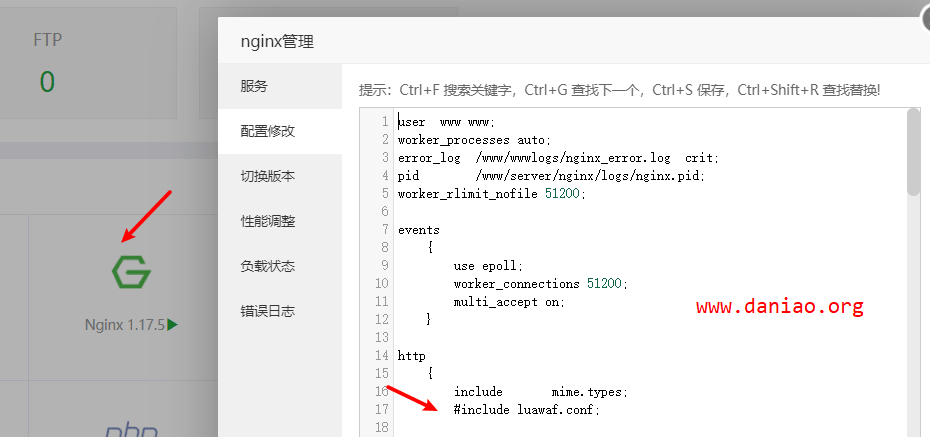 FTP
0
Nginx 1.17.5
php
nginx管理
服务
配置修改
切换版本
性能调整
负载状态
错误日志
提示：Ctrl+F 搜索关键字，Ctrl+G 查找下一个，Ctrl+S 保存，Ctrl+Shift+R 查找替换!
1 user  www www;
2 worker_processes auto;
3 error_log  /www/wwwlogs/nginx_error.log  crit;
4 pid        /www/server/nginx/logs/nginx.pid;
5 worker_rlimit_nofile 51200;
6
7 events
8     {
9         use epoll;
10         worker_connections 51200;
11         multi_accept on;
12     }
13
14 http
15     {
16         include       mime.types;
17         #include luawaf.conf;
18
www.daniao.org